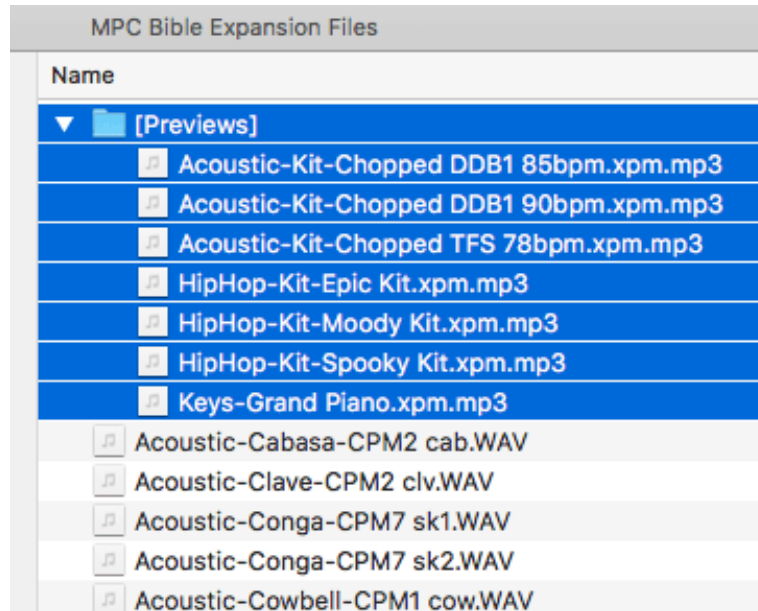 MPC Bible Expansion Files
Name
[Previews]
Acoustic-Kit-Chopped DDB1 85bpm.xpm.mp3
Acoustic-Kit-Chopped DDB1 90bpm.xpm.mp3
Acoustic-Kit-Chopped TFS 78bpm.xpm.mp3
HipHop-Kit-Epic Kit.xpm.mp3
HipHop-Kit-Moody Kit.xpm.mp3
HipHop-Kit-Spooky Kit.xpm.mp3
Keys-Grand Piano.xpm.mp3
Acoustic-Cabasa-CPM2 cab.WAV
Acoustic-Clave-CPM2 clv.WAV
Acoustic-Conga-CPM7 sk1.WAV
Acoustic-Conga-CPM7 sk2.WAV
Acoustic-Cowbell-CPM1 cow.WAV